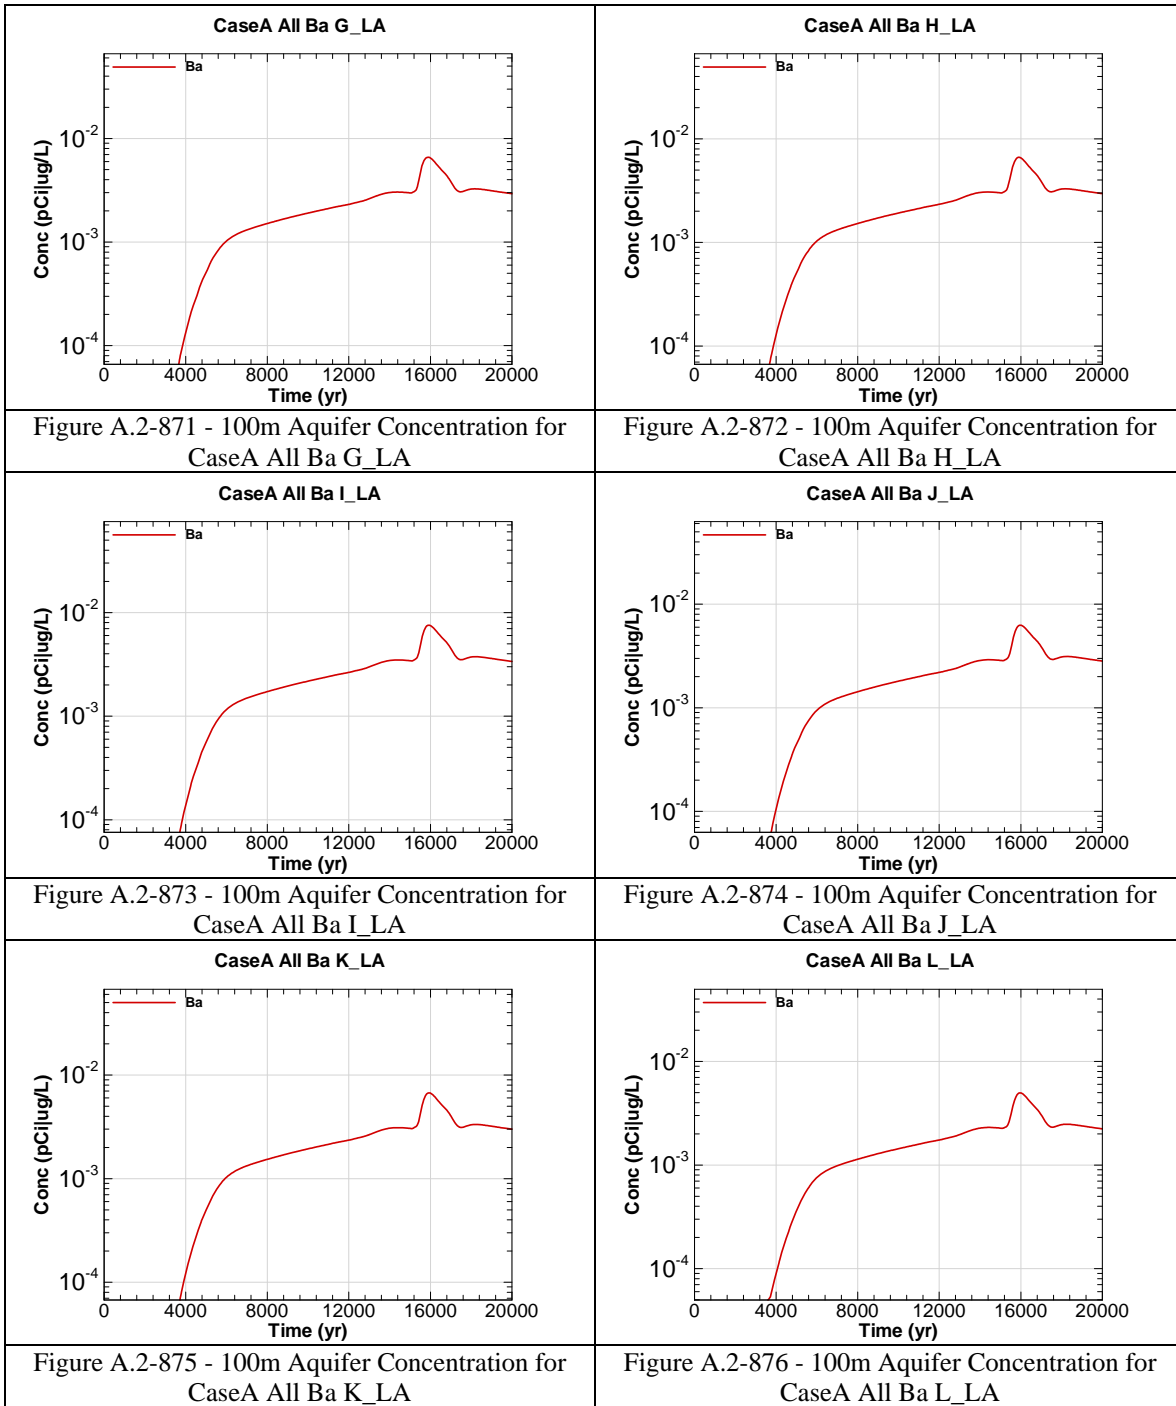 CaseA All Ba G_LA
Ba
Conc (pCi|ug/L)
10^-2
10^-3
10^-4
0 4000 8000 12000 16000 20000
Time (yr)
Figure A.2-871 - 100m Aquifer Concentration for
CaseA All Ba G_LA
CaseA All Ba H_LA
Ba
Conc (pCi|ug/L)
10^-2
10^-3
10^-4
0 4000 8000 12000 16000 20000
Time (yr)
Figure A.2-872 - 100m Aquifer Concentration for
CaseA All Ba H_LA
CaseA All Ba I_LA
Ba
Conc (pCi|ug/L)
10^-2
10^-3
10^-4
0 4000 8000 12000 16000 20000
Time (yr)
Figure A.2-873 - 100m Aquifer Concentration for
CaseA All Ba I_LA
CaseA All Ba J_LA
Ba
Conc (pCi|ug/L)
10^-2
10^-3
10^-4
0 4000 8000 12000 16000 20000
Time (yr)
Figure A.2-874 - 100m Aquifer Concentration for
CaseA All Ba J_LA
CaseA All Ba K_LA
Ba
Conc (pCi|ug/L)
10^-2
10^-3
10^-4
0 4000 8000 12000 16000 20000
Time (yr)
Figure A.2-875 - 100m Aquifer Concentration for
CaseA All Ba K_LA
CaseA All Ba L_LA
Ba
Conc (pCi|ug/L)
10^-2
10^-3
10^-4
0 4000 8000 12000 16000 20000
Time (yr)
Figure A.2-876 - 100m Aquifer Concentration for
CaseA All Ba L_LA